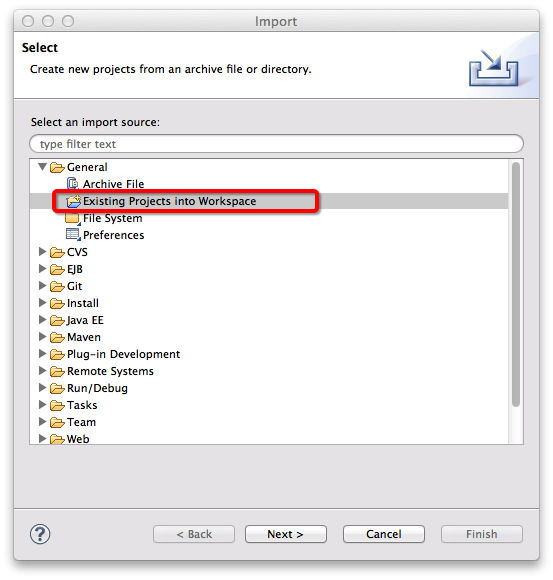 Import
Select
Create new projects from an archive file or directory.
Select an import source:
type filter text
General
Archive File
Existing Projects into Workspace
File System
Preferences
CVS
EJB
Git
Install
Java EE
Maven
Plug-in Development
Remote Systems
Run/Debug
Tasks
Team
Web
?
< Back
Next >
Cancel
Finish